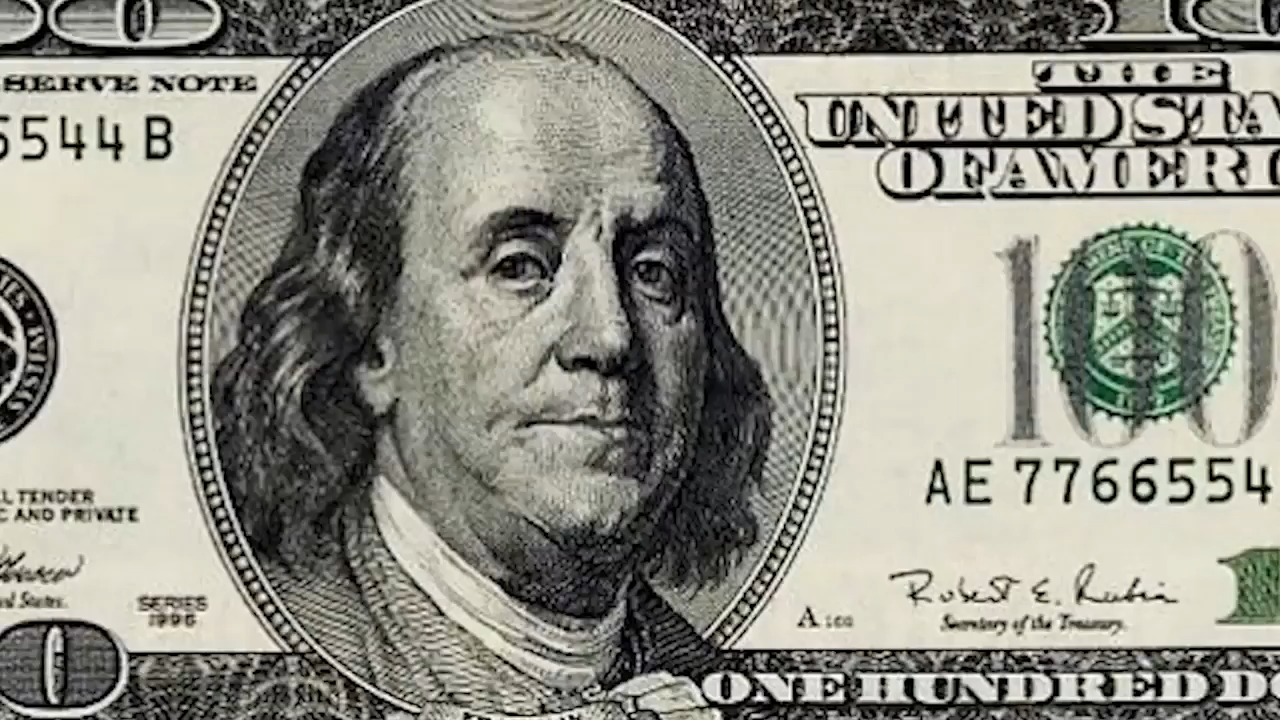 SERVE NOTE
THE
UNITED STA
OF AMERIC
5544 B
100
AE 7766554
L TENDER
C AND PRIVATE
SERIES
1996
A 100
Robert E. Rubin
Secretary of the Treasury.
ONE HUNDRED DO